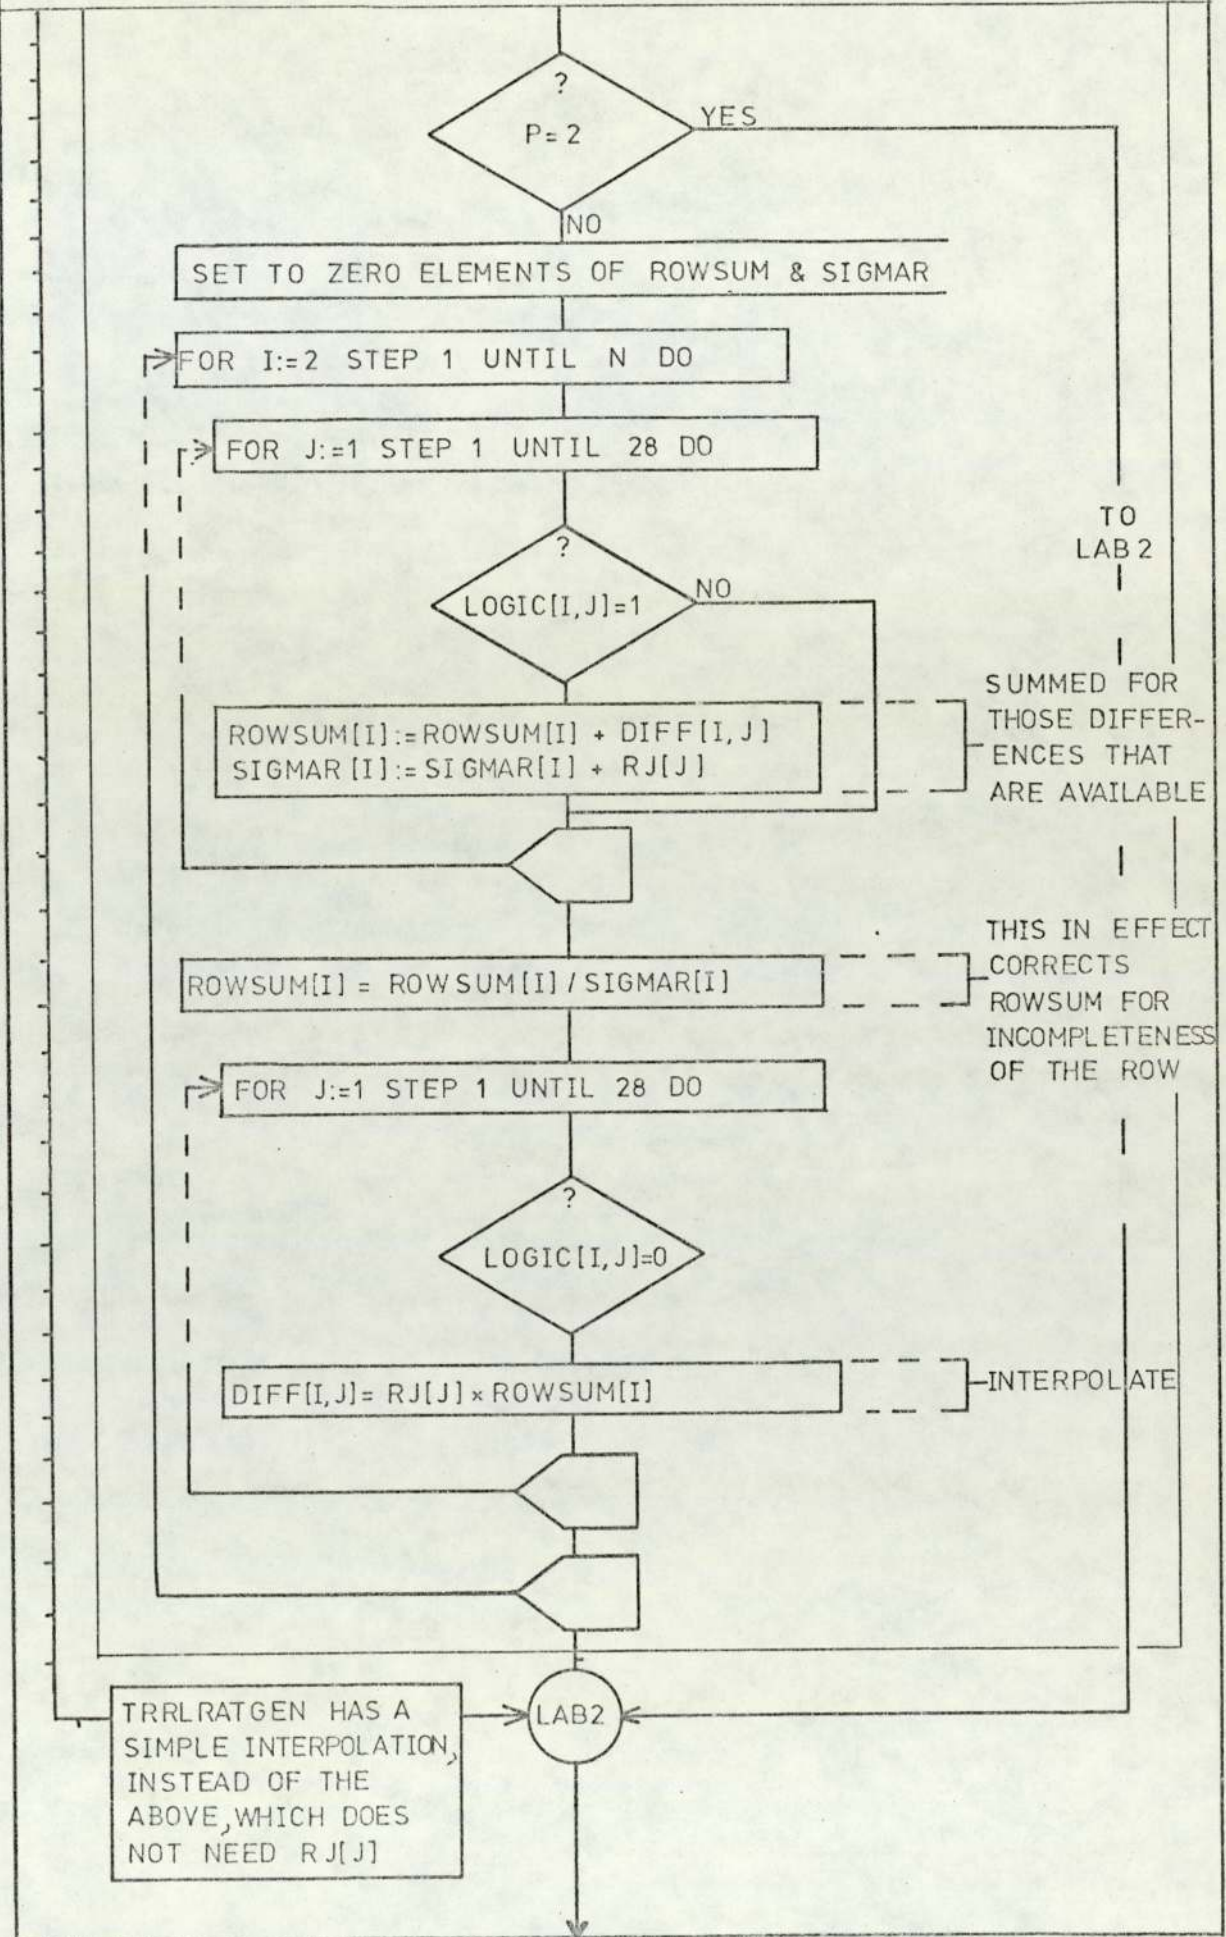 ?
P=2
YES
NO
SET TO ZERO ELEMENTS OF ROWSUM & SIGMAR
FOR I:=2 STEP 1 UNTIL N DO
FOR J:=1 STEP 1 UNTIL 28 DO
TO
LAB2
?
LOGIC[I,J]=1
NO
ROWSUM[I]:=ROWSUM[I] + DIFF[I,J]
SIGMAR[I]:=SIGMAR[I] + RJ[J]
SUMMED FOR
THOSE DIFFER-
ENCES THAT
ARE AVAILABLE
ROWSUM[I] = ROWSUM[I]/SIGMAR[I]
THIS IN EFFECT
CORRECTS
ROWSUM FOR
INCOMPLETENESS
OF THE ROW
FOR J:=1 STEP 1 UNTIL 28 DO
?
LOGIC[I,J]=0
DIFF[I,J]= RJ[J]×ROWSUM[I]
INTERPOLATE
TRRLRATGEN HAS A
SIMPLE INTERPOLATION,
INSTEAD OF THE
ABOVE, WHICH DOES
NOT NEED RJ[J]
LAB2